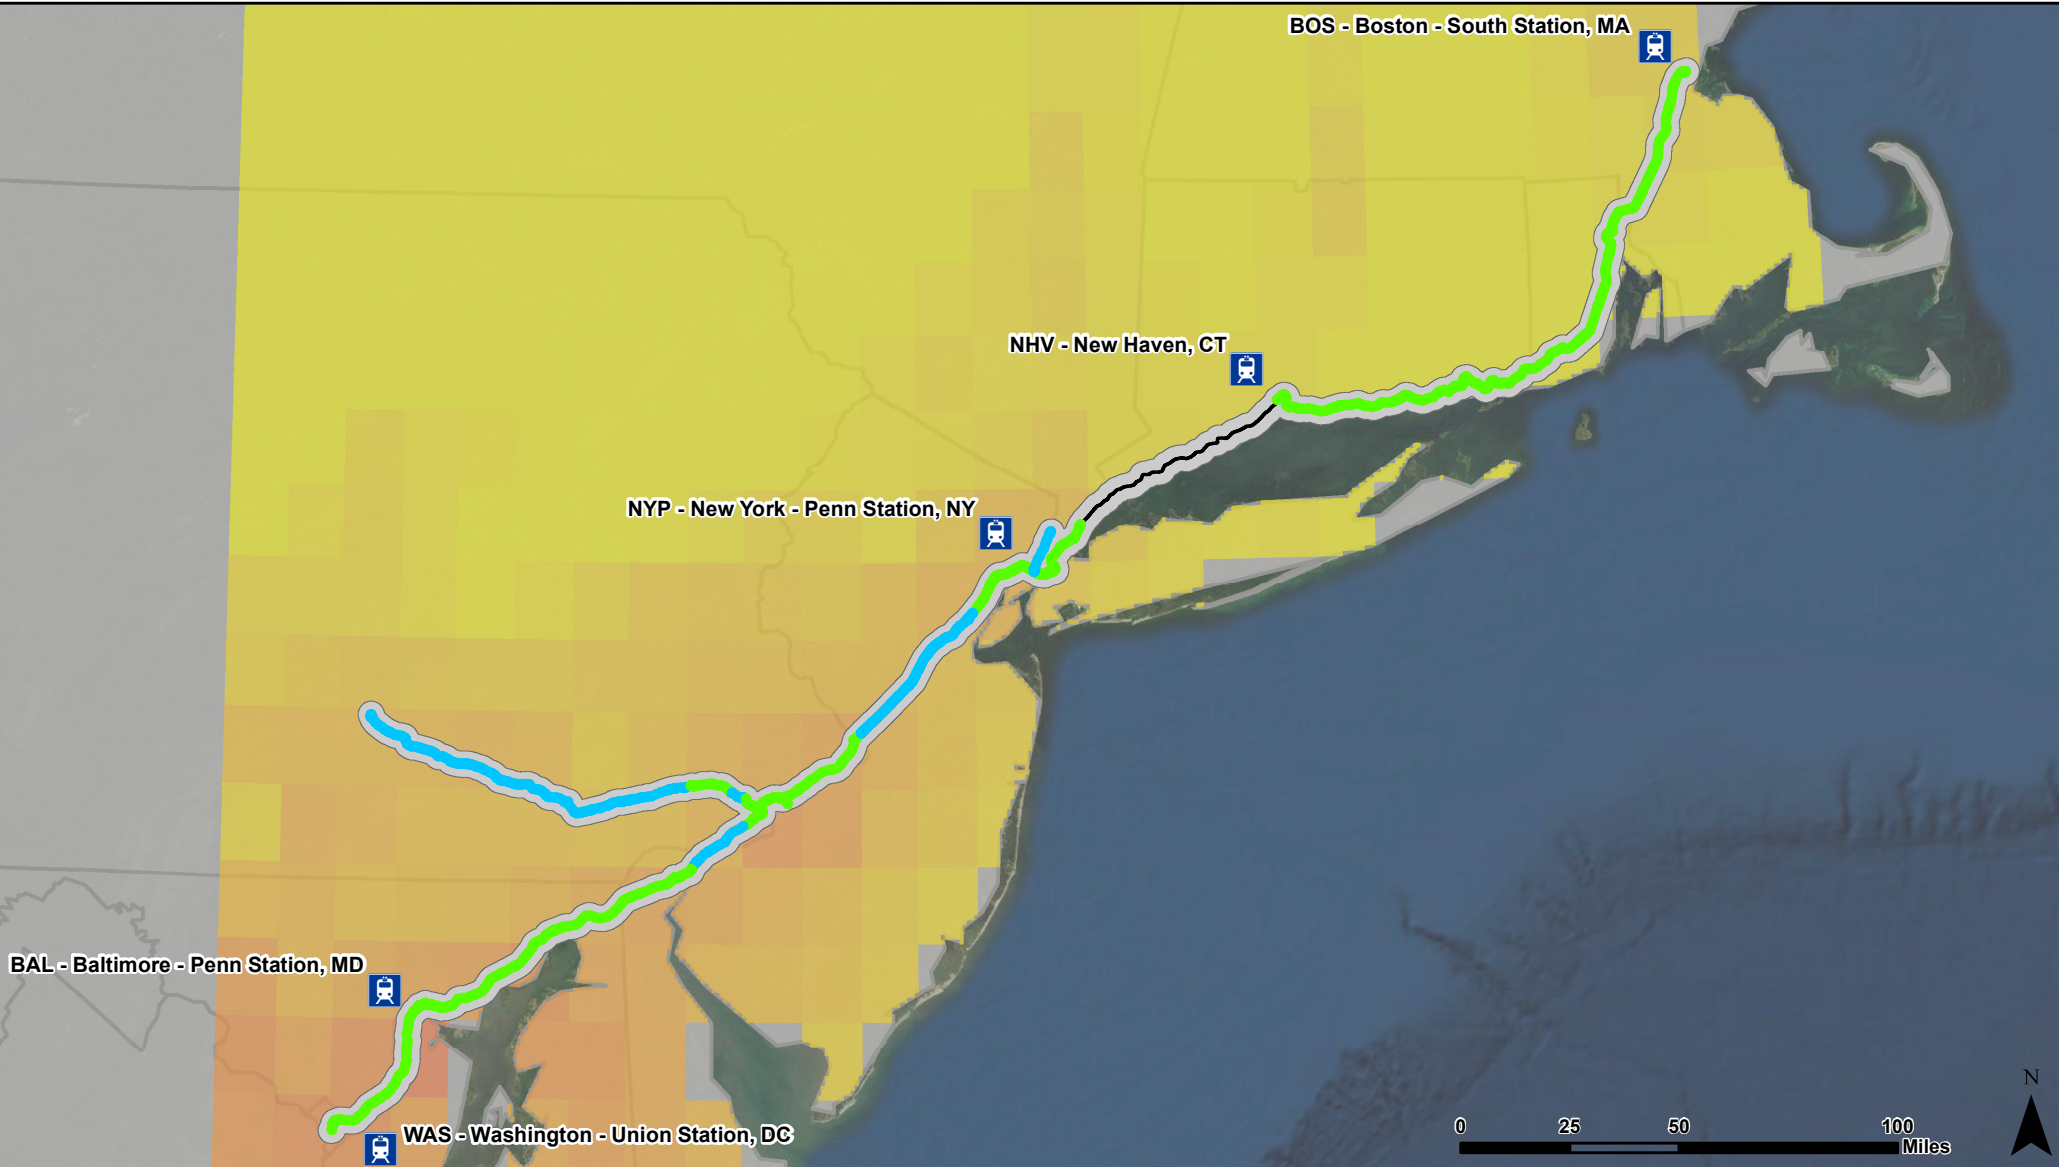 BOS - Boston - South Station, MA
NHV - New Haven, CT
NYP - New York - Penn Station, NY
BAL - Baltimore - Penn Station, MD
WAS - Washington - Union Station, DC
N
0 25 50 100
Miles